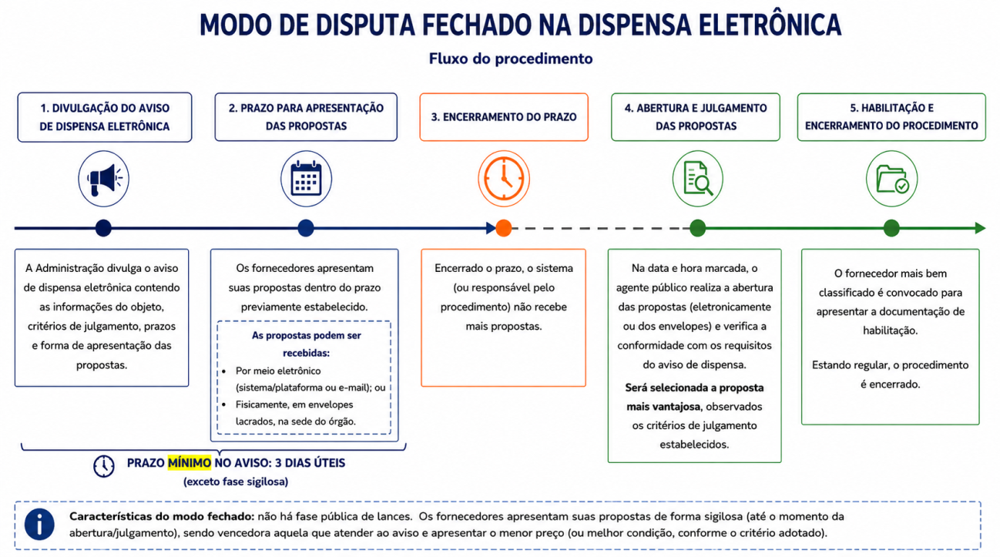 MODO DE DISPUTA FECHADO NA DISPENSA ELETRÔNICA
Fluxo do procedimento
1. DIVULGAÇÃO DO AVISO
DE DISPENSA ELETRÔNICA
2. PRAZO PARA APRESENTAÇÃO
DAS PROPOSTAS
3. ENCERRAMENTO DO PRAZO
4. ABERTURA E JULGAMENTO
DAS PROPOSTAS
5. HABILITAÇÃO E
ENCERRAMENTO DO PROCEDIMENTO
A Administração divulga o aviso
de dispensa eletrônica contendo
as informações do objeto,
critérios de julgamento, prazos
e forma de apresentação das
propostas.
Os fornecedores apresentam
suas propostas dentro do prazo
previamente estabelecido.
As propostas podem ser
recebidas:
• Por meio eletrônico
(sistema/plataforma ou e-mail); ou
• Fisicamente, em envelopes
lacrados, na sede do órgão.
Encerrado o prazo, o sistema
(ou responsável pelo
procedimento) não recebe
mais propostas.
Na data e hora marcada, o
agente público realiza a abertura
das propostas (eletronicamente
ou dos envelopes) e verifica a
conformidade com os requisitos
do aviso de dispensa.
Será selecionada a proposta
mais vantajosa, observados
os critérios de julgamento
estabelecidos.
O fornecedor mais bem
classificado é convocado para
apresentar a documentação de
habilitação.
Estando regular, o procedimento
é encerrado.
PRAZO MÍNIMO NO AVISO: 3 DIAS ÚTEIS
(exceto fase sigilosa)
Características do modo fechado: não há fase pública de lances. Os fornecedores apresentam suas propostas de forma sigilosa (até o momento da
abertura/julgamento), sendo vencedora aquela que atender ao aviso e apresentar o menor preço (ou melhor condição, conforme o critério adotado).